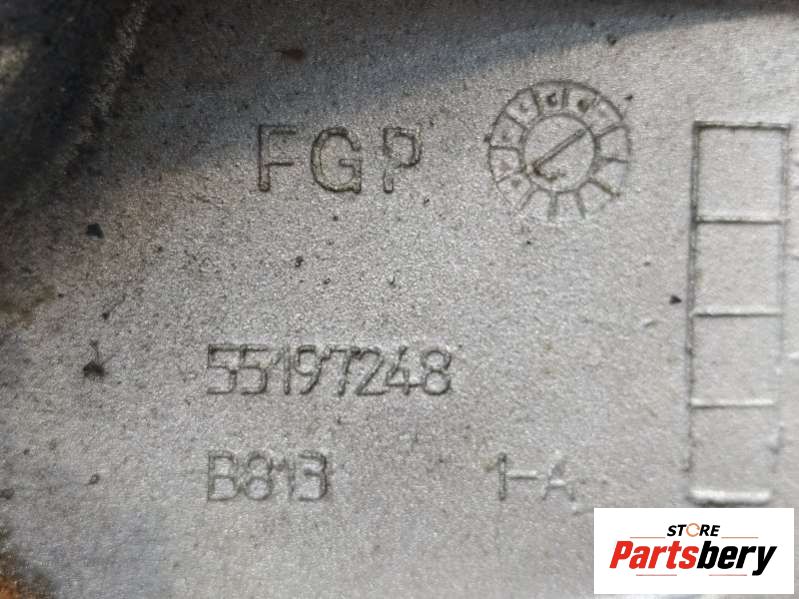 FGP
55197248
B813 1-A
STORE
Partsbery